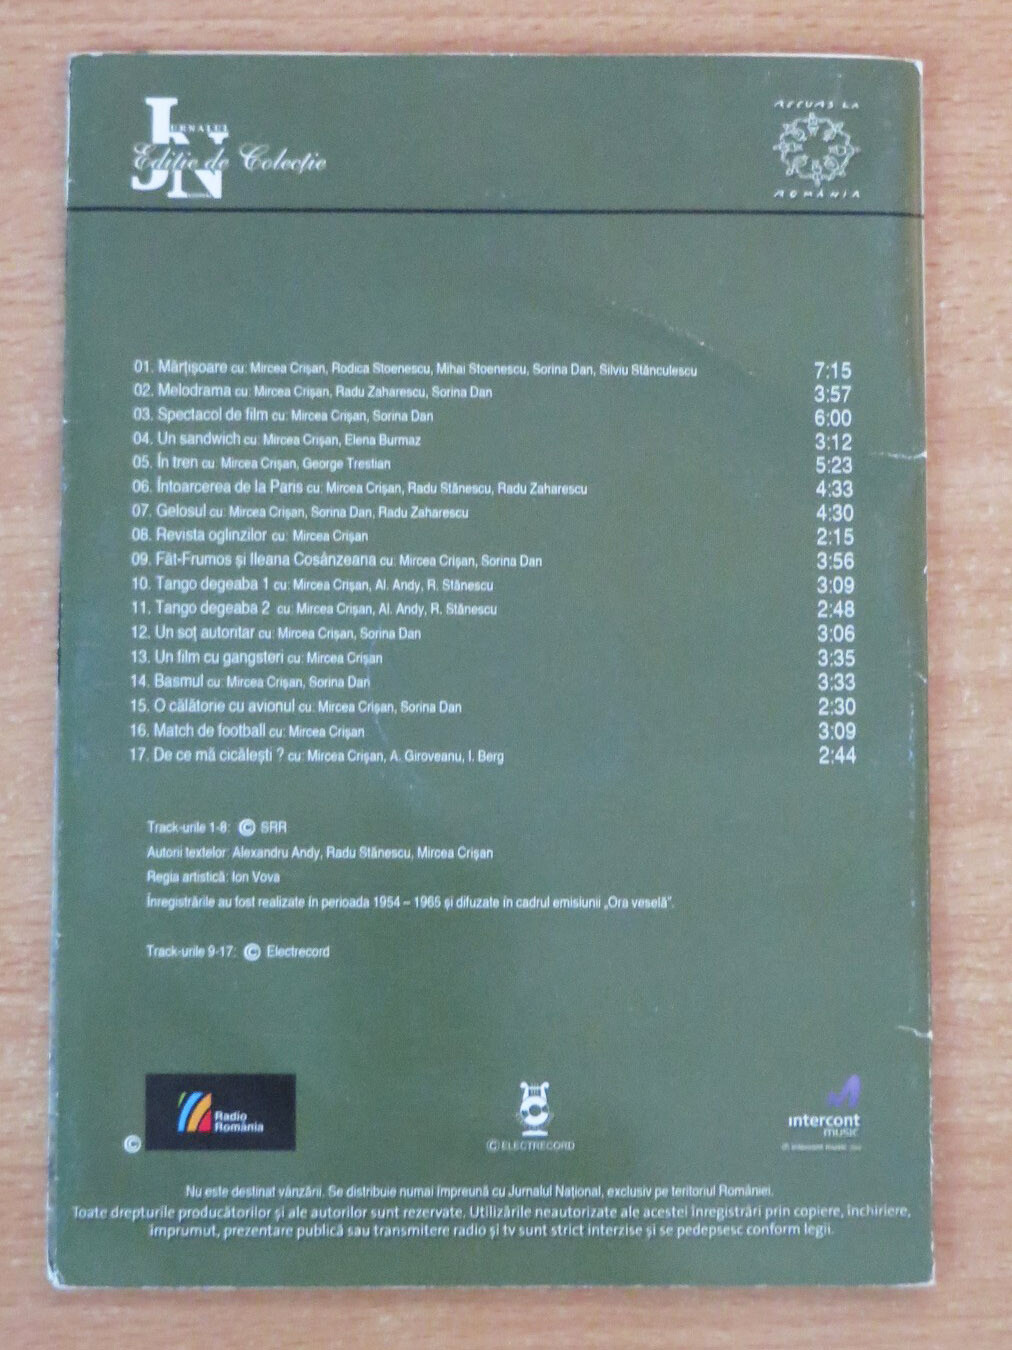 JURNALUL
JN
Ediție de Colecție
APPLAUS LA
ROMÂNIA
01. Mărțișoare cu: Mircea Crișan, Rodica Stoenescu, Mihai Stoenescu, Sorina Dan, Silviu Stănculescu 7:15
02. Melodrama cu: Mircea Crișan, Radu Zaharescu, Sorina Dan 3:57
03. Spectacol de film cu: Mircea Crișan, Sorina Dan 6:00
04. Un sandwich cu: Mircea Crișan, Elena Burmaz 3:12
05. În tren cu: Mircea Crișan, George Trestian 5:23
06. Întoarcerea de la Paris cu: Mircea Crișan, Radu Stănescu, Radu Zaharescu 4:33
07. Gelosul cu: Mircea Crișan, Sorina Dan, Radu Zaharescu 4:30
08. Revista oglinzilor cu: Mircea Crișan 2:15
09. Făt-Frumos și Ileana Cosânzeana cu: Mircea Crișan, Sorina Dan 3:56
10. Tango degeaba 1 cu: Mircea Crișan, Al. Andy, R. Stănescu 3:09
11. Tango degeaba 2 cu: Mircea Crișan, Al. Andy, R. Stănescu 2:48
12. Un soț autoritar cu: Mircea Crișan, Sorina Dan 3:06
13. Un film cu gangsteri cu: Mircea Crișan 3:35
14. Basmul cu: Mircea Crișan, Sorina Dan 3:33
15. O călătorie cu avionul cu: Mircea Crișan, Sorina Dan 2:30
16. Match de football cu: Mircea Crișan 3:09
17. De ce mă cicălești ? cu: Mircea Crișan, A. Giroveanu, I. Berg 2:44
Track-urile 1-8: © SRR
Autorii textelor: Alexandru Andy, Radu Stănescu, Mircea Crișan
Regia artistică: Ion Vova
Înregistrările au fost realizate în perioada 1954 – 1965 și difuzate în cadrul emisiunii „Ora veselă”.
Track-urile 9-17: © Electrecord
© Radio
România
© ELECTRECORD
intercont
music
Nu este destinat vânzării. Se distribuie numai împreună cu Jurnalul Național, exclusiv pe teritoriul României.
Toate drepturile producătorilor și ale autorilor sunt rezervate. Utilizările neautorizate ale acestei înregistrări prin copiere, închiriere,
împrumut, prezentare publică sau transmitere radio și tv sunt strict interzise și se pedepsesc conform legii.